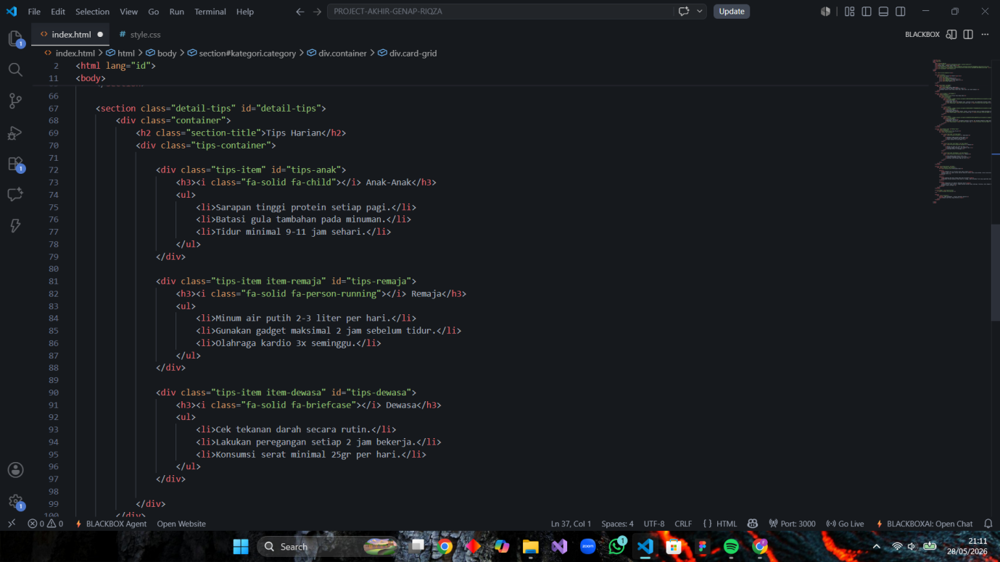 File Edit Selection View Go Run Terminal Help
PROJECT-AKHIR-GENAP-RIQZA
Update
index.html
# style.css
BLACKBOX
index.html > html > body > section#kategori.category > div.container > div.card-grid
2 <html lang="id">
11 <body>
66
67 <section class="detail-tips" id="detail-tips">
68 <div class="container">
69 <h2 class="section-title">Tips Harian</h2>
70 <div class="tips-container">
71
72 <div class="tips-item" id="tips-anak">
73 <h3><i class="fa-solid fa-child"></i> Anak-Anak</h3>
74 <ul>
75 <li>Sarapan tinggi protein setiap pagi.</li>
76 <li>Batasi gula tambahan pada minuman.</li>
77 <li>Tidur minimal 9-11 jam sehari.</li>
78 </ul>
79 </div>
80
81 <div class="tips-item item-remaja" id="tips-remaja">
82 <h3><i class="fa-solid fa-person-running"></i> Remaja</h3>
83 <ul>
84 <li>Minum air putih 2-3 liter per hari.</li>
85 <li>Gunakan gadget maksimal 2 jam sebelum tidur.</li>
86 <li>Olahraga kardio 3x seminggu.</li>
87 </ul>
88 </div>
89
90 <div class="tips-item item-dewasa" id="tips-dewasa">
91 <h3><i class="fa-solid fa-briefcase"></i> Dewasa</h3>
92 <ul>
93 <li>Cek tekanan darah secara rutin.</li>
94 <li>Lakukan peregangan setiap 2 jam bekerja.</li>
95 <li>Konsumsi serat minimal 25gr per hari.</li>
96 </ul>
97 </div>
98
99 </div>
100 </div>
0 0 BLACKBOX Agent Open Website Ln 37, Col 1 Spaces: 4 UTF-8 CRLF { } HTML Port: 3000 Go Live BLACKBOXAI: Open Chat
Search
zoom
1
21:11
28/05/2026